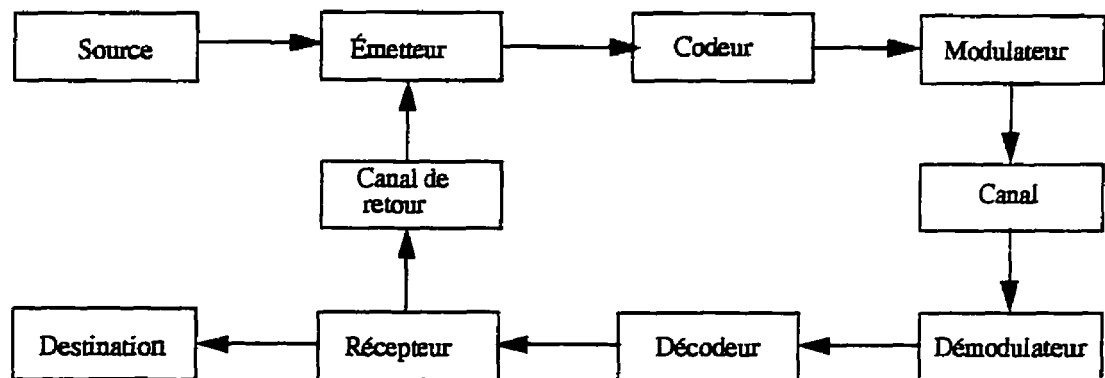 Source
Émetteur
Codeur
Modulateur
Canal de
retour
Canal
Destination
Récepteur
Décodeur
Démodulateur